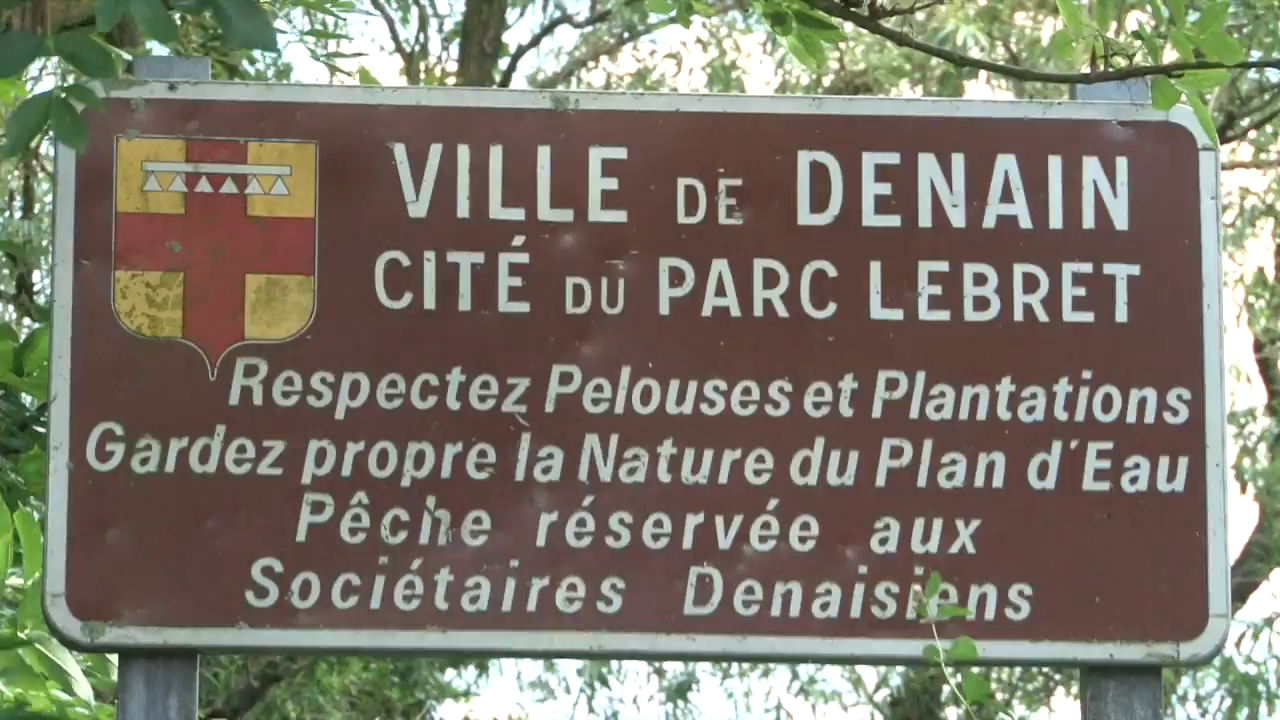 VILLE DE DENAIN
CITÉ DU PARC LEBRET
Respectez Pelouses et Plantations
Gardez propre la Nature du Plan d'Eau
Pêche réservée aux
Sociétaires Denaisiens